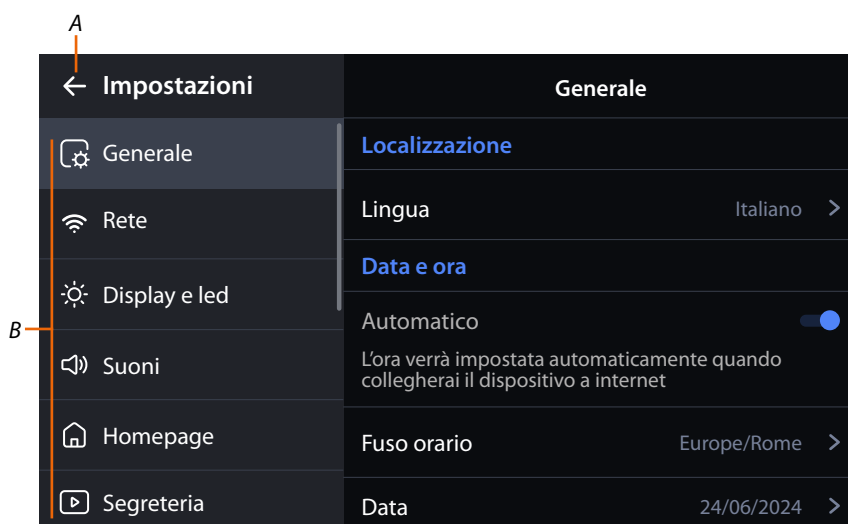 A
Impostazioni
Generale
Rete
Display e led
B
Suoni
Homepage
Segreteria
Generale
Localizzazione
Lingua Italiano
Data e ora
Automatico
L'ora verrà impostata automaticamente quando
collegherai il dispositivo a internet
Fuso orario Europe/Rome
Data 24/06/2024